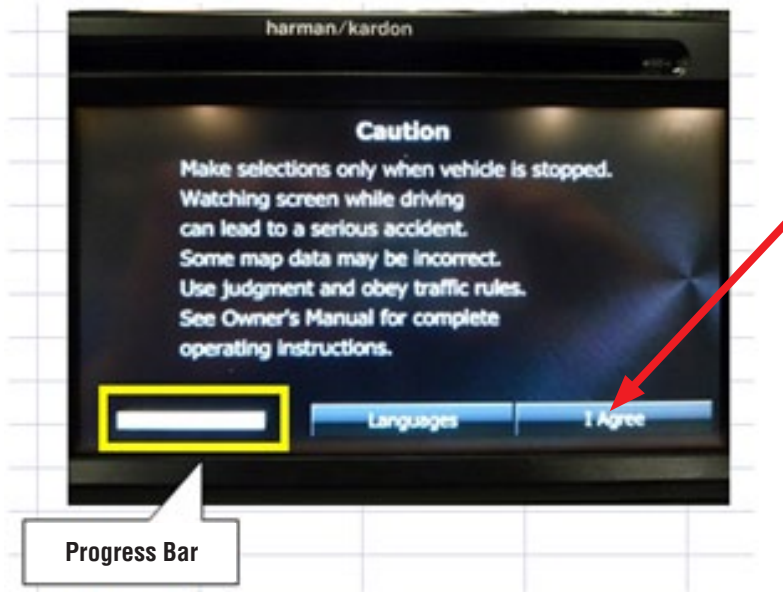 harman/kardon
Caution
Make selections only when vehicle is stopped.
Watching screen while driving
can lead to a serious accident.
Some map data may be incorrect.
Use judgment and obey traffic rules.
See Owner's Manual for complete
operating instructions.
Languages
I Agree
Progress Bar